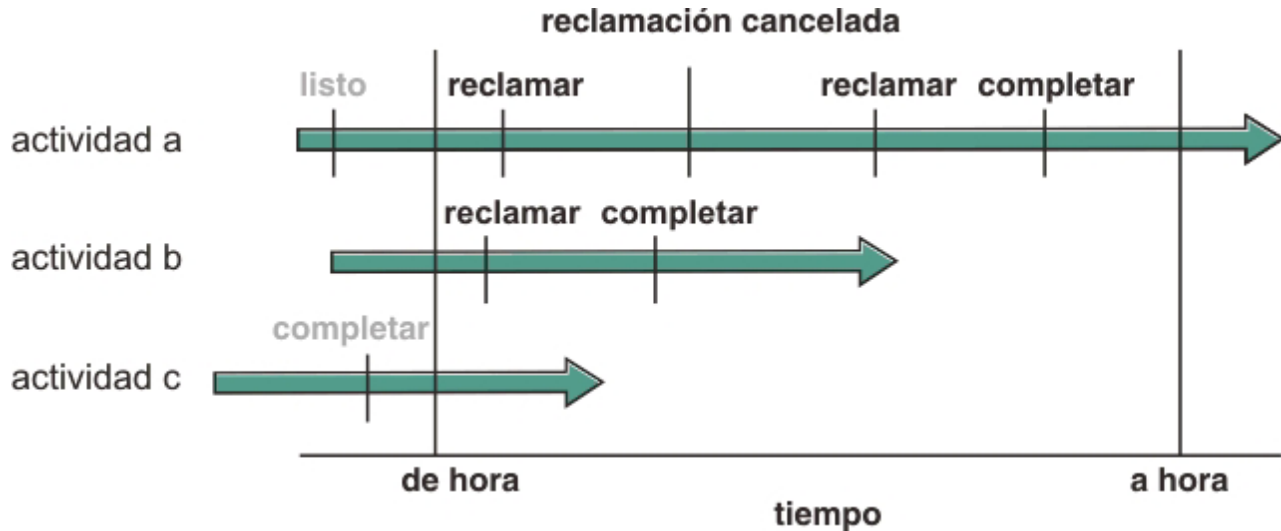 reclamación cancelada
listo reclamar reclamar completar
actividad a
reclamar completar
actividad b
completar
actividad c
de hora a hora
tiempo